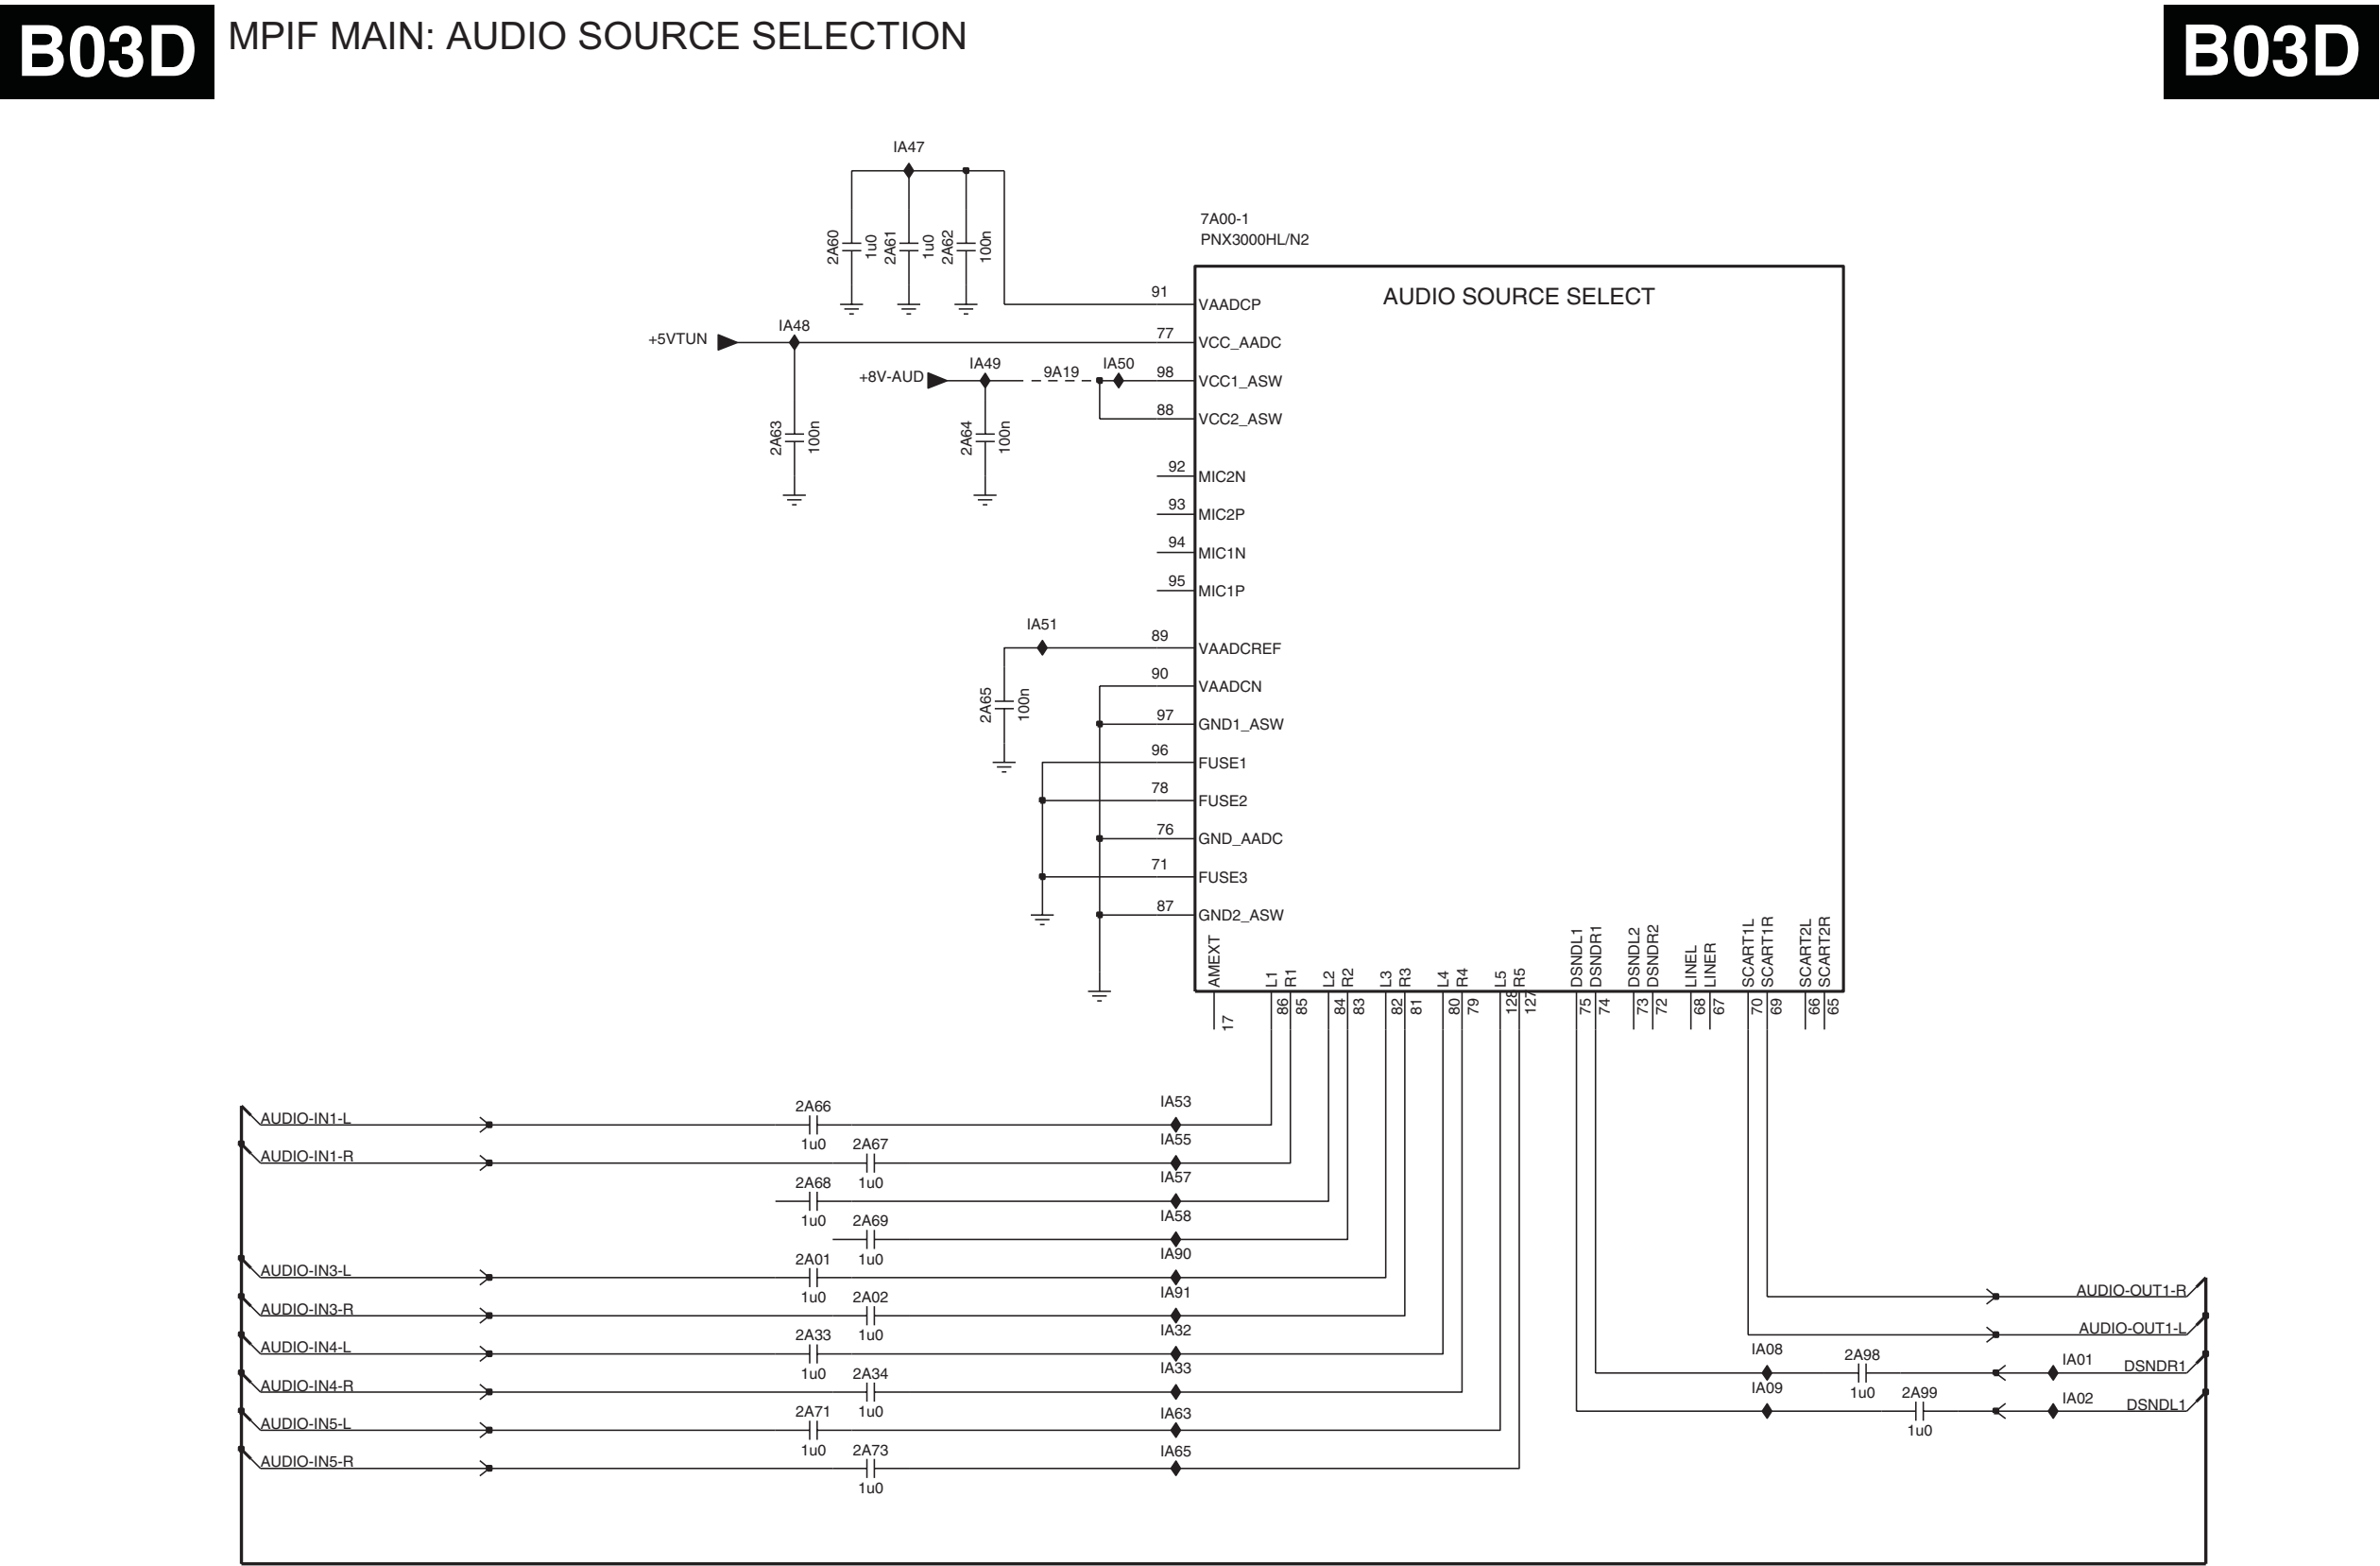 B03D MPIF MAIN: AUDIO SOURCE SELECTION B03D
IA47
7A00-1
PNX3000HL/N2
2A60 1u0 2A61 1u0 2A62 100n
91 VAADCP AUDIO SOURCE SELECT
+5VTUN IA48 77 VCC_AADC
+8V-AUD IA49 9A19 IA50 98 VCC1_ASW
88 VCC2_ASW
2A63 100n 2A64 100n
92 MIC2N
93 MIC2P
94 MIC1N
95 MIC1P
IA51 89 VAADCREF
90 VAADCN
2A65 100n
97 GND1_ASW
96 FUSE1
78 FUSE2
76 GND_AADC
71 FUSE3
87 GND2_ASW
AMEXT L1 R1 L2 R2 L3 R3 L4 R4 L5 R5 DSNDL1 DSNDR1 DSNDL2 DSNDR2 LINEL LINER SCART1L SCART1R SCART2L SCART2R
17 86 85 84 83 82 81 80 79 128 127 75 74 73 72 68 67 70 69 66 65
AUDIO-IN1-L 2A66 1u0 IA53
AUDIO-IN1-R 2A67 1u0 IA55
2A68 1u0 IA57
2A69 1u0 IA58
AUDIO-IN3-L 2A01 1u0 IA90
AUDIO-IN3-R 2A02 1u0 IA91
AUDIO-IN4-L 2A33 1u0 IA32
AUDIO-IN4-R 2A34 1u0 IA33
AUDIO-IN5-L 2A71 1u0 IA63
AUDIO-IN5-R 2A73 1u0 IA65
AUDIO-OUT1-R
AUDIO-OUT1-L
IA08 2A98 1u0 IA01 DSNDR1
IA09 2A99 1u0 IA02 DSNDL1